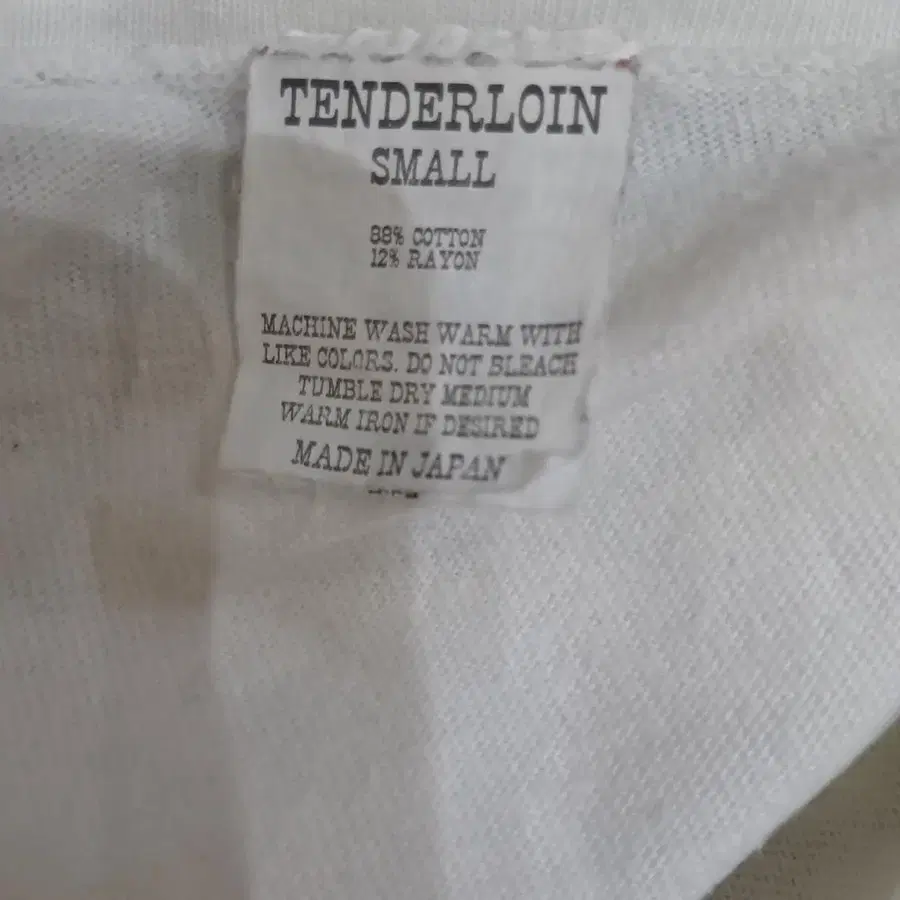 TENDERLOIN
SMALL
88% COTTON
12% RAYON
MACHINE WASH WARM WITH
LIKE COLORS. DO NOT BLEACH
TUMBLE DRY MEDIUM
WARM IRON IF DESIRED
MADE IN JAPAN